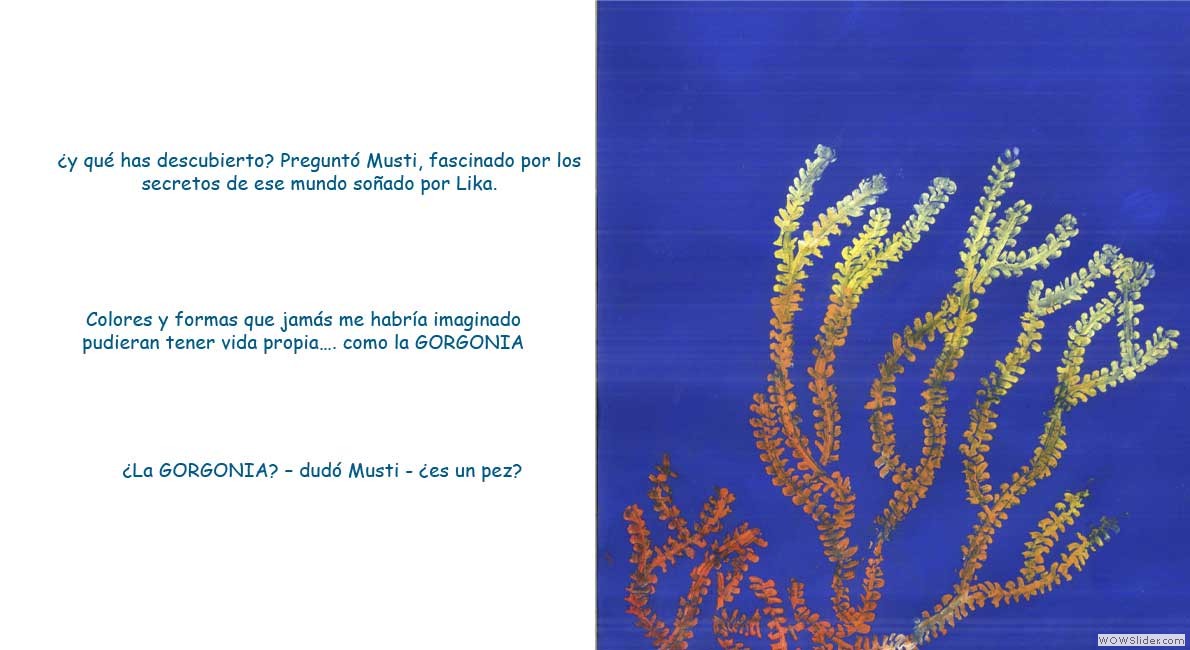 ¿y qué has descubierto? Preguntó Musti, fascinado por los
secretos de ese mundo soñado por Lika.
Colores y formas que jamás me habría imaginado
pudieran tener vida propia…. como la GORGONIA
¿La GORGONIA? – dudó Musti - ¿es un pez?
WOWSlider.com